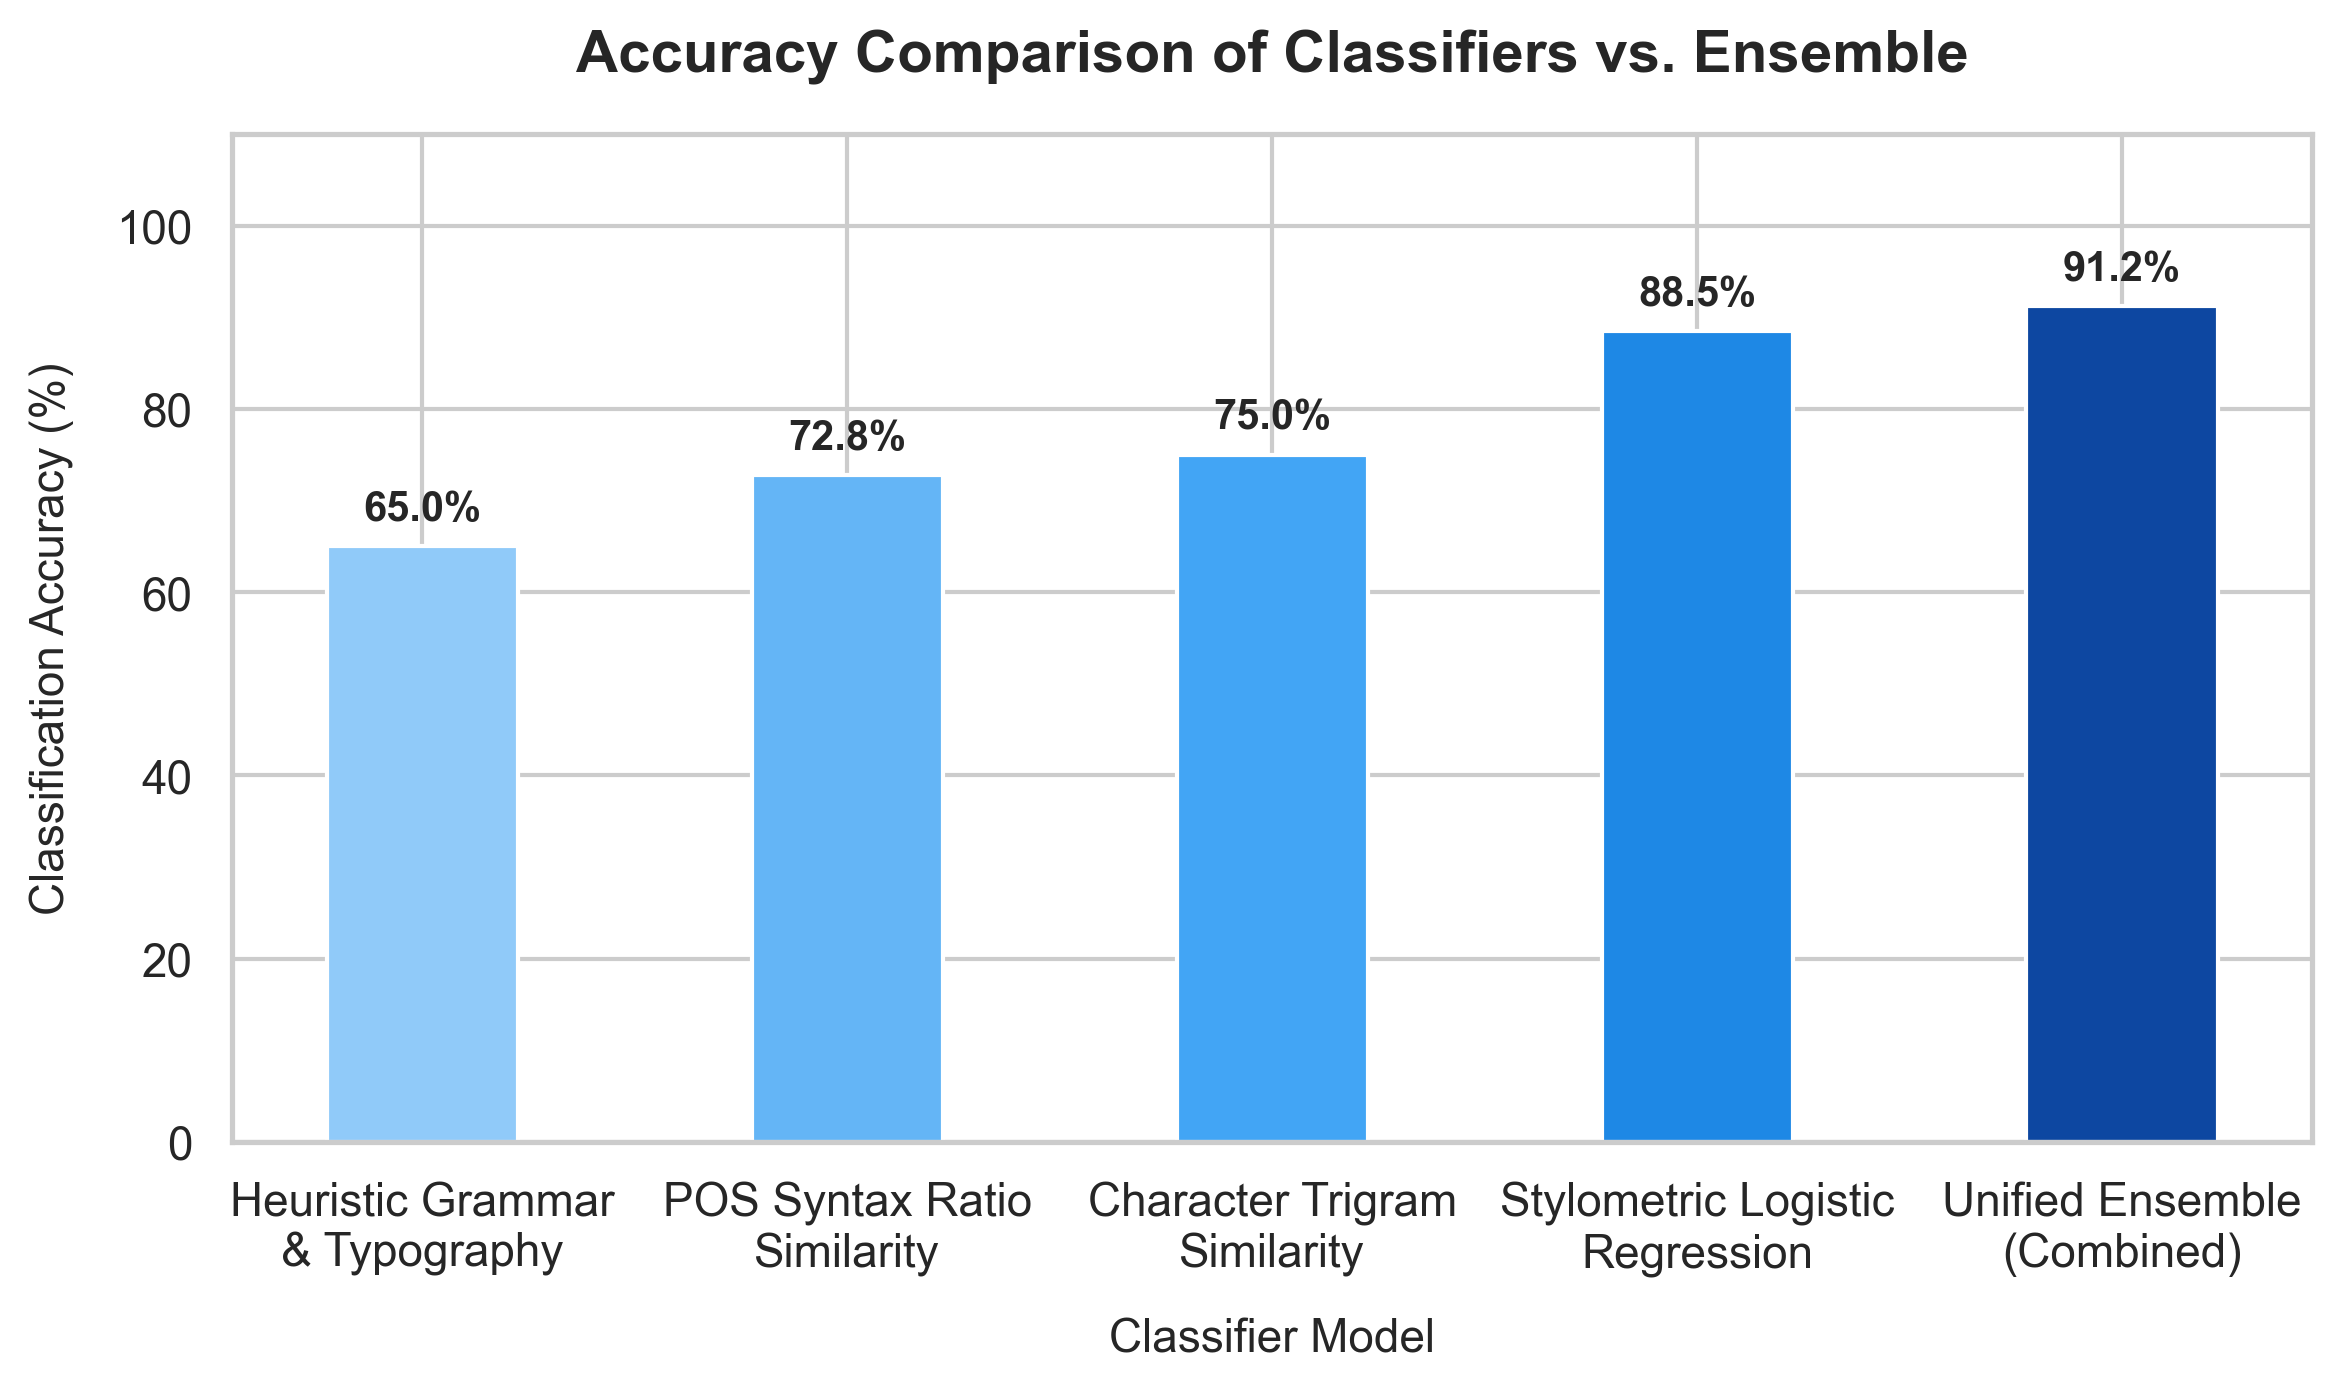 Accuracy Comparison of Classifiers vs. Ensemble
Classification Accuracy (%)
100
80
60
40
20
0
65.0%
72.8%
75.0%
88.5%
91.2%
Heuristic Grammar
& Typography
POS Syntax Ratio
Similarity
Character Trigram
Similarity
Stylometric Logistic
Regression
Unified Ensemble
(Combined)
Classifier Model